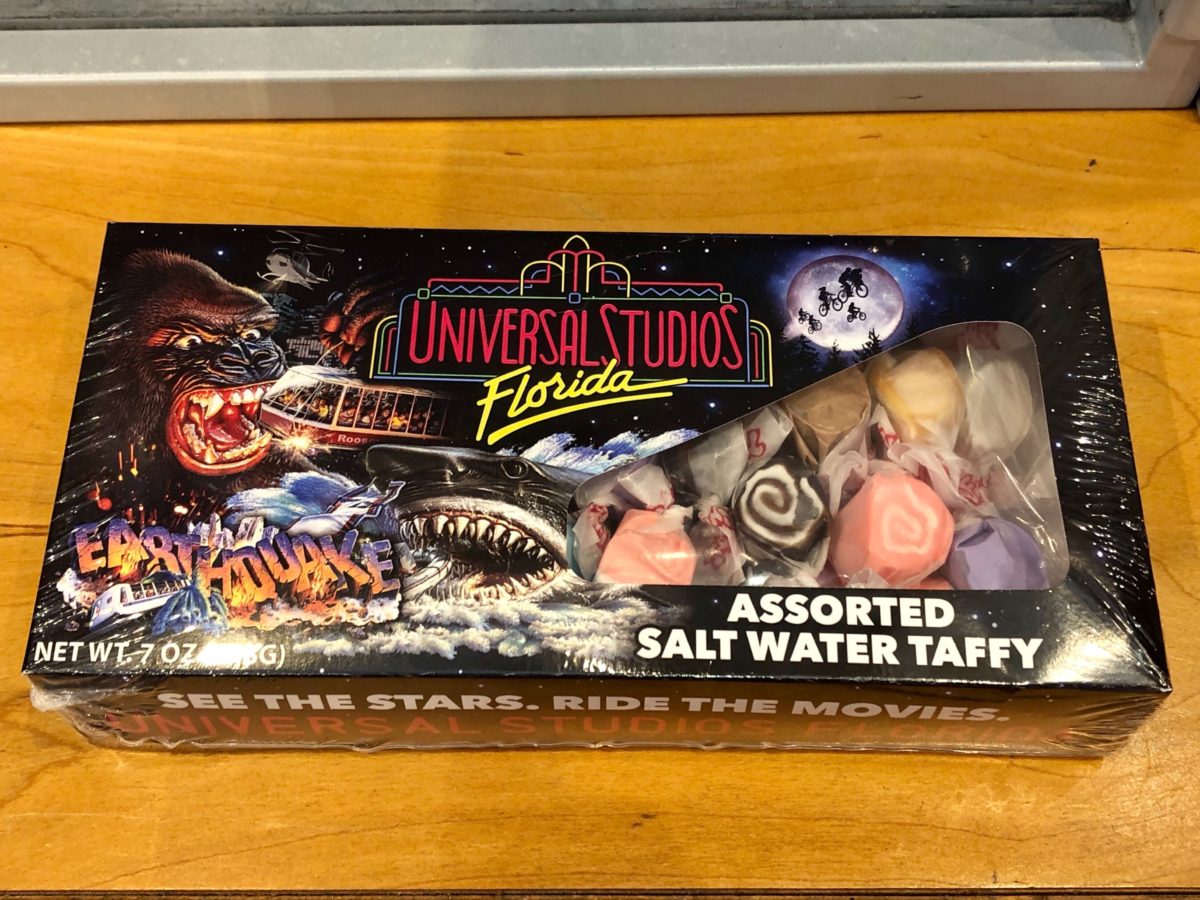 UNIVERSAL STUDIOS
Florida
Roose
EARTHQUAKE
ASSORTED
SALT WATER TAFFY
NET WT. 7 OZ
SEE THE STARS. RIDE THE MOVIES.
UNIVERSAL STUDIOS FLORIDA